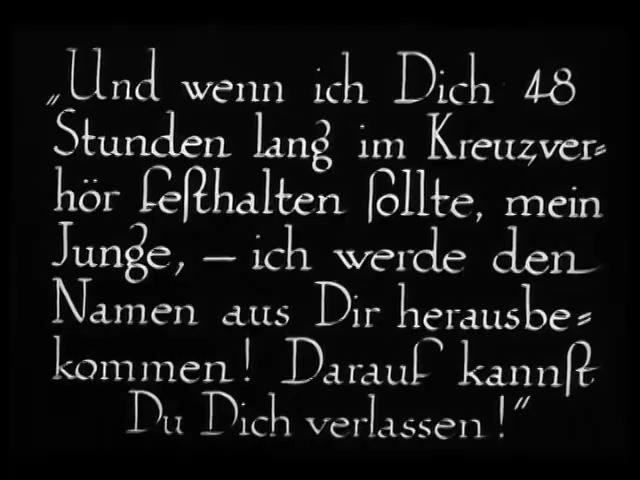 „Und wenn ich Dich 48
Stunden lang im Kreuzver=
hör feſthalten ſollte, mein
Junge, — ich werde den
Namen aus Dir herausbe=
kommen! Darauf kannſt
Du Dich verlassen!“